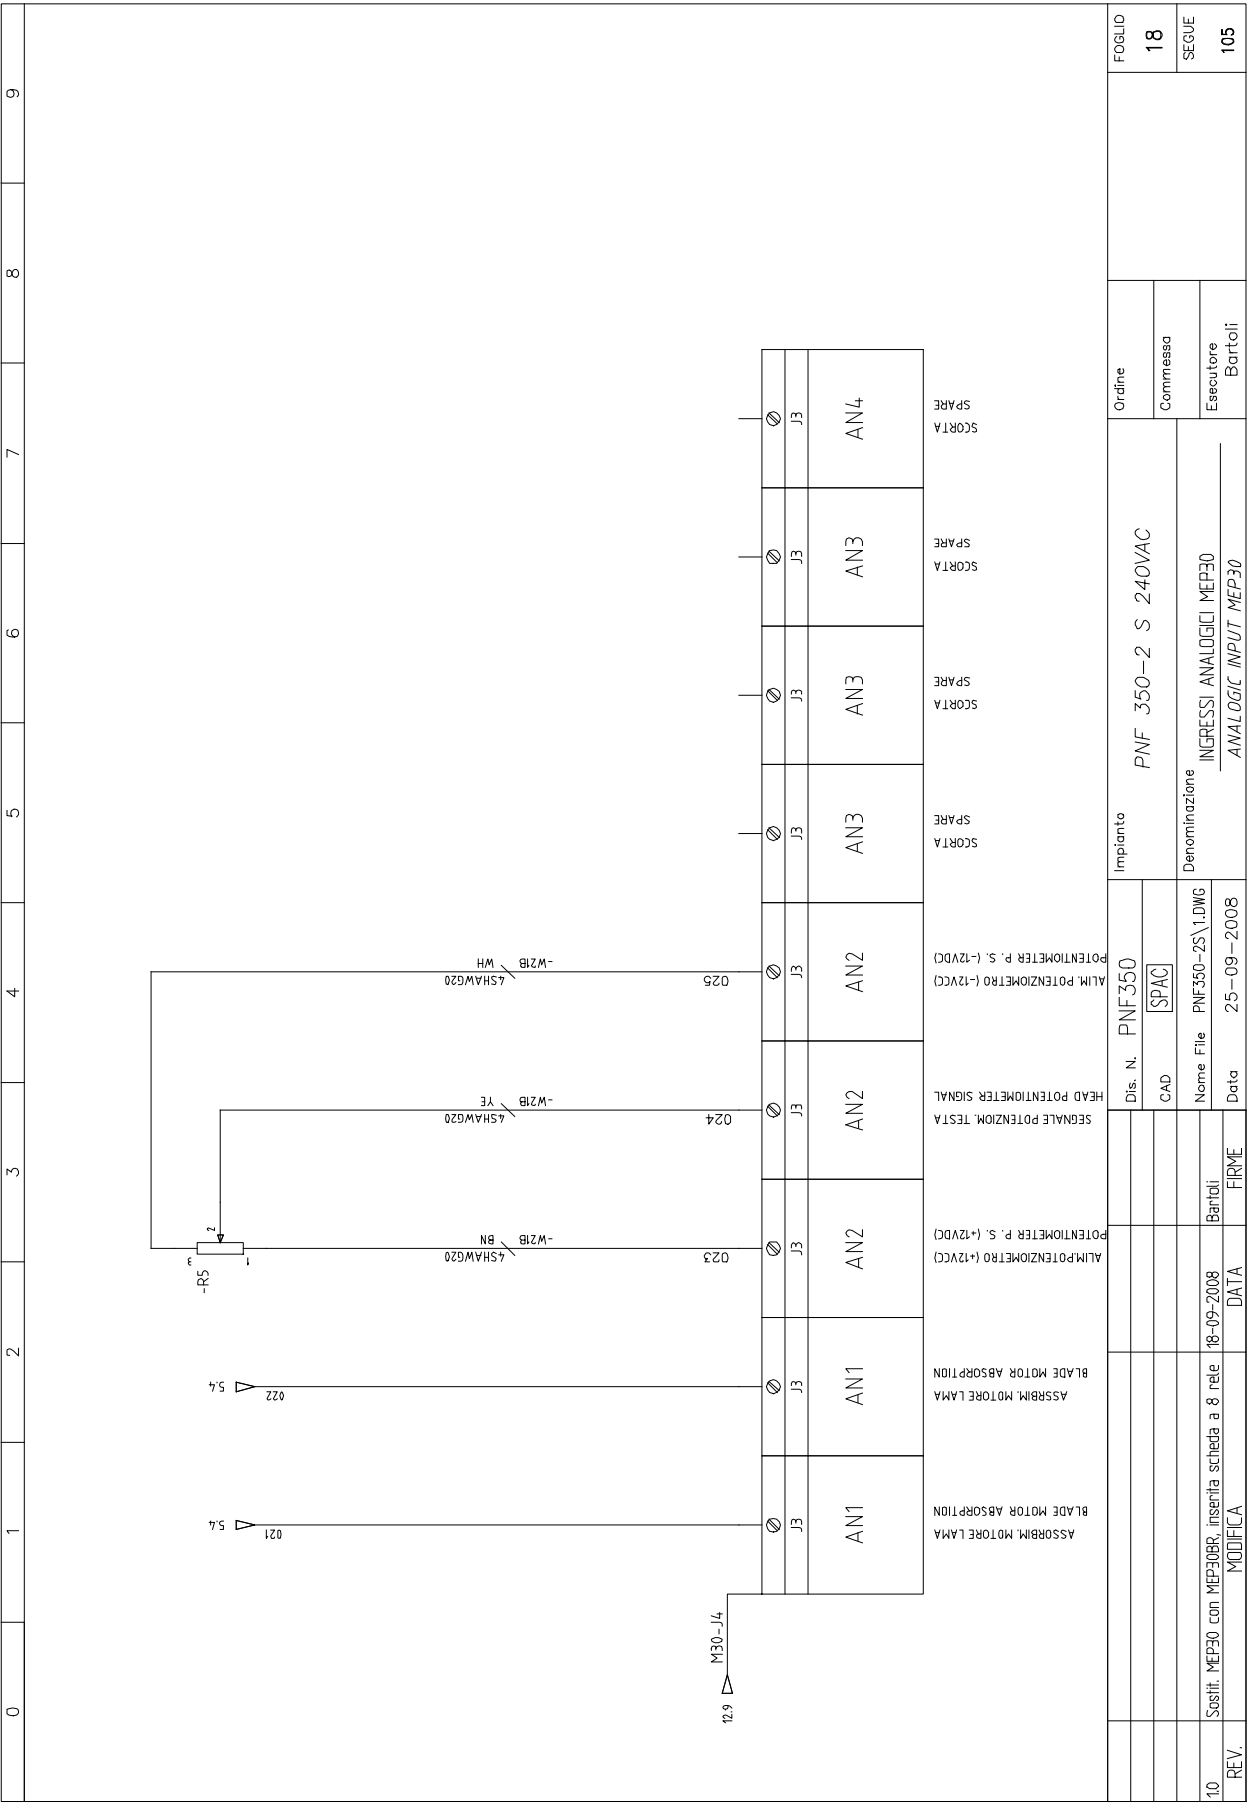 0 1 2 3 4 5 6 7 8 9
5.4 5.4
021 022
-R5
3 2 1
4SHAWG20 4SHAWG20 4SHAWG20
BN YE WH
-W21B -W21B -W21B
023 024 025
12.9 M30-J4
J3 J3 J3 J3 J3 J3 J3 J3 J3
AN1 AN1 AN2 AN2 AN2 AN3 AN3 AN3 AN4
ASSORBIM. MOTORE LAMA
BLADE MOTOR ABSORPTION
ASSRBIM. MOTORE LAMA
BLADE MOTOR ABSORPTION
ALIM.POTENZIOMETRO (+12VCC)
POTENTIOMETER P. S. (+12VDC)
SEGNALE POTENZIOM. TESTA
HEAD POTENTIOMETER SIGNAL
ALIM. POTENZIOMETRO (-12VCC)
POTENTIOMETER P. S. (-12VDC)
SCORTA
SPARE
SCORTA
SPARE
SCORTA
SPARE
SCORTA
SPARE
1.0 Sostit. MEP30 con MEP30BR, inserita scheda a 8 rele 18-09-2008 Bartoli
REV. MODIFICA DATA FIRME
Dis. N. PNF350
CAD SPAC
Nome File PNF350-2S\1.DWG
Data 25-09-2008
Impianto
PNF 350-2 S 240VAC
Denominazione
INGRESSI ANALOGICI MEP30
ANALOGIC INPUT MEP30
Ordine
Commessa
Esecutore
Bartoli
FOGLIO
18
SEGUE
105